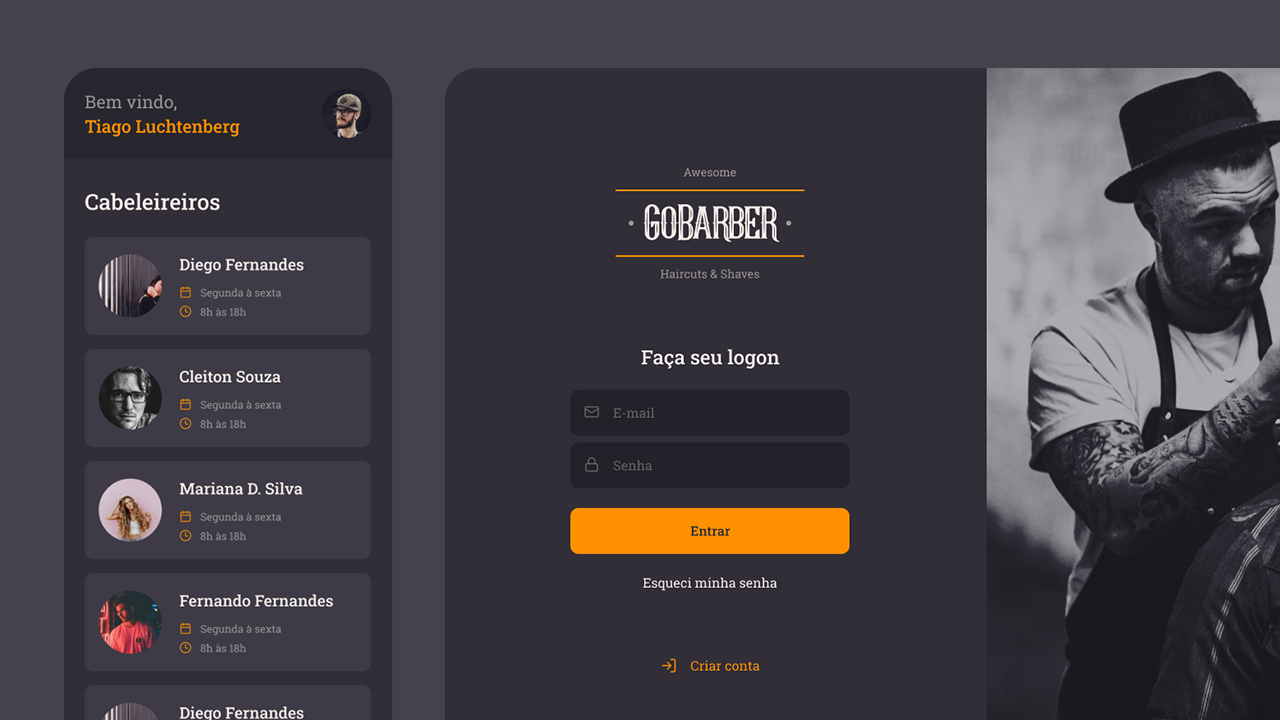 Bem vindo,
Tiago Luchtenberg
Cabeleireiros
Diego Fernandes
Segunda à sexta
8h às 18h
Cleiton Souza
Segunda à sexta
8h às 18h
Mariana D. Silva
Segunda à sexta
8h às 18h
Fernando Fernandes
Segunda à sexta
8h às 18h
Diego Fernandes
Awesome
GOBARBER
Haircuts & Shaves
Faça seu logon
E-mail
Senha
Entrar
Esqueci minha senha
Criar conta